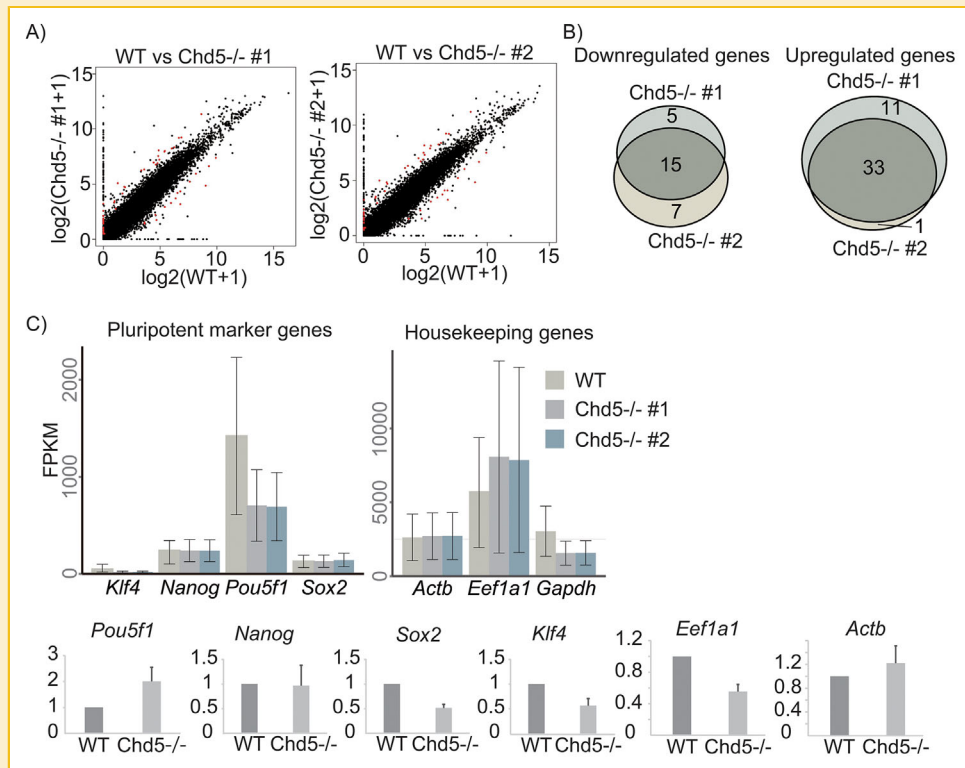 A)
WT vs Chd5-/- #1
log2(Chd5-/- #1+1)
15
10
5
0
0 5 10 15
log2(WT+1)
WT vs Chd5-/- #2
log2(Chd5-/- #2+1)
15
10
5
0
0 5 10 15
log2(WT+1)
B)
Downregulated genes
Chd5-/- #1
5
15
7
Chd5-/- #2
Upregulated genes
Chd5-/- #1
11
33
1
Chd5-/- #2
C)
Pluripotent marker genes
FPKM
2000
1000
0
Klf4 Nanog Pou5f1 Sox2
Housekeeping genes
10000
5000
0
Actb Eef1a1 Gapdh
WT
Chd5-/- #1
Chd5-/- #2
Pou5f1
3
2
1
0
WT Chd5-/-
Nanog
1.5
1
0.5
0
WT Chd5-/-
Sox2
1.5
1
0.5
0
WT Chd5-/-
Klf4
1.5
1
0.5
0
WT Chd5-/-
Eef1a1
1.2
0.8
0.4
0
WT Chd5-/-
Actb
1.2
0.8
0.4
0
WT Chd5-/-